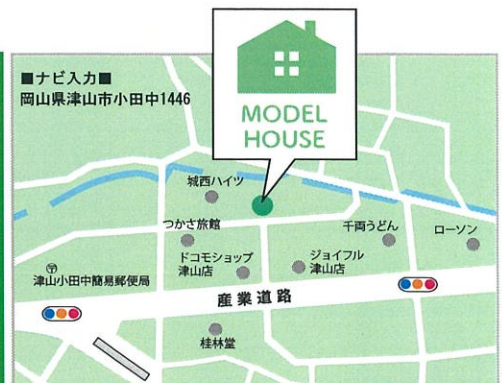 ■ナビ入力■
岡山県津山市小田中1446
MODEL
HOUSE
城西ハイツ
つかさ旅館
千両うどん
ローソン
ドコモショップ
津山店
ジョイフル
津山店
〒
津山小田中簡易郵便局
産業道路
桂林堂